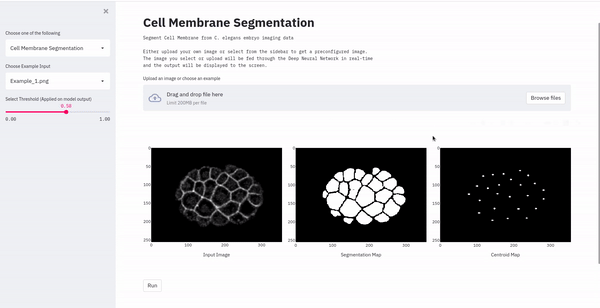 ×
Choose one of the following
Cell Membrane Segmentation
Choose Example Input
Example_1.png
Select Threshold (Applied on model output)
0.58
0.00 1.00
Cell Membrane Segmentation
Segment Cell Membrane from C. elegans embryo imaging data
Either upload your own image or select from the sidebar to get a preconfigured image.
The image you select or upload will be fed through the Deep Neural Network in real-time
and the output will be displayed to the screen.
Upload an image or choose an example
Drag and drop file here
Limit 200MB per file
Browse files
0
50
100
150
200
250
0 100 200 300
Input Image
0
50
100
150
200
250
0 100 200 300
Segmentation Map
0
50
100
150
200
250
0 100 200 300
Centroid Map
Run